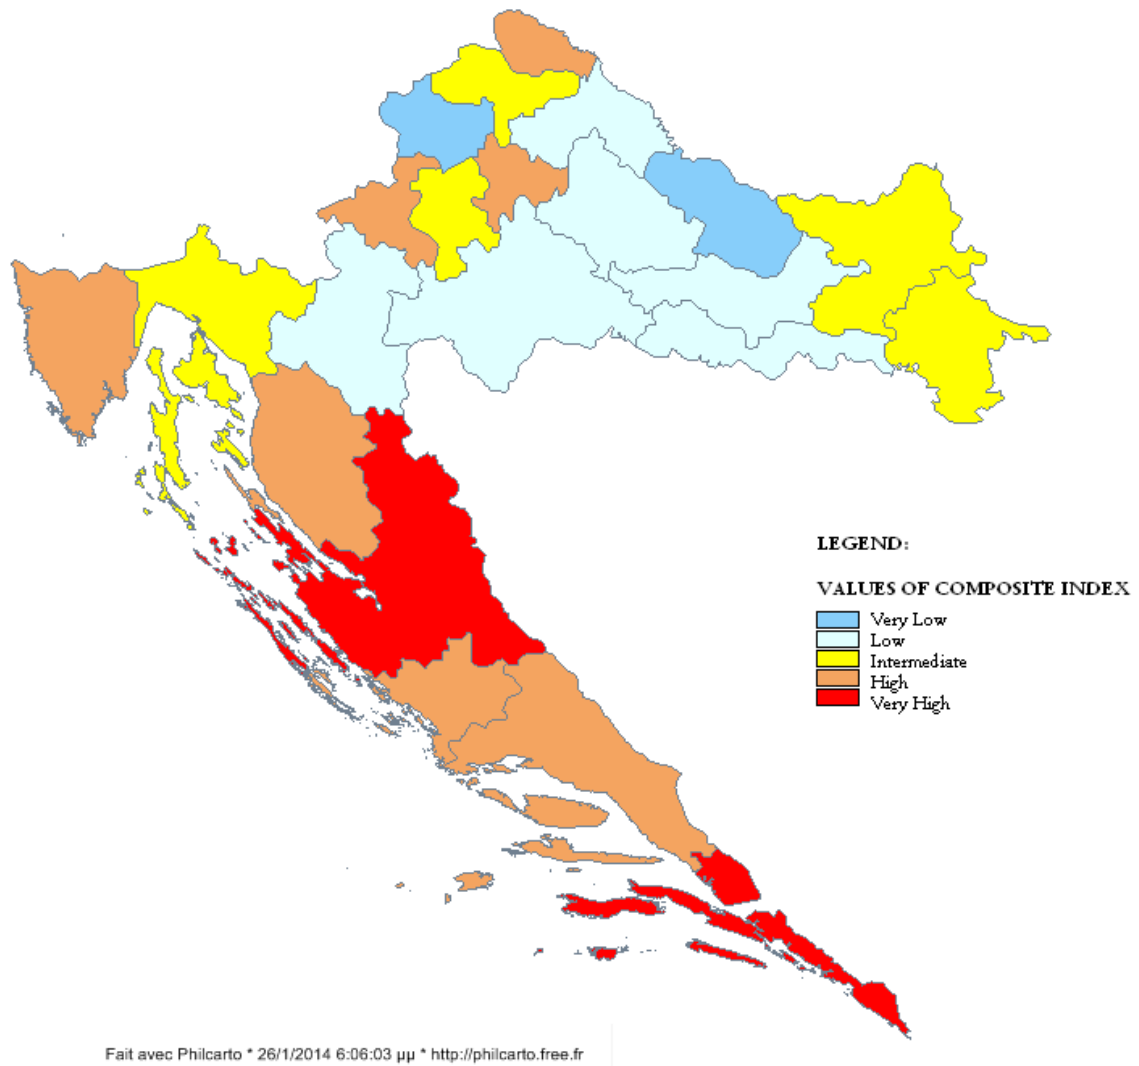 LEGEND:
VALUES OF COMPOSITE INDEX
Very Low
Low
Intermediate
High
Very High
Fait avec Philcarto * 26/1/2014 6:06:03 μμ * http://philcarto.free.fr